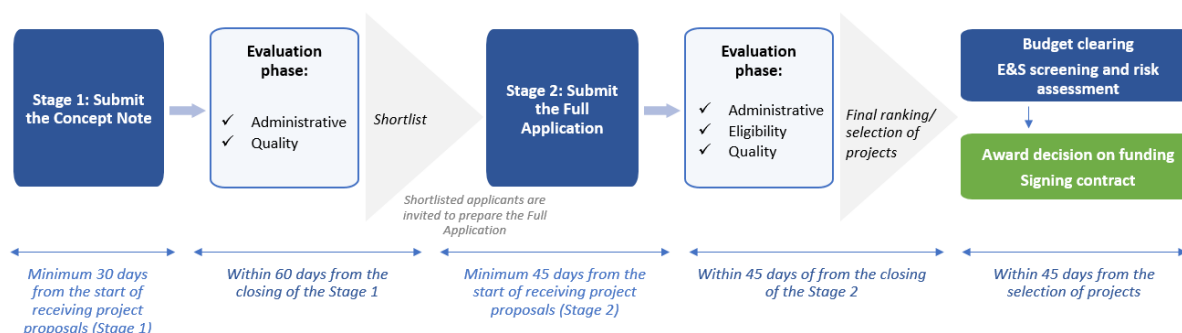 Stage 1: Submit
the Concept Note
Evaluation
phase:
✓ Administrative
✓ Quality
Shortlist
Shortlisted applicants are
invited to prepare the Full
Application
Stage 2: Submit
the Full
Application
Evaluation
phase:
✓ Administrative
✓ Eligibility
✓ Quality
Final ranking/
selection of
projects
Budget clearing
E&S screening and risk
assessment
Award decision on funding
Signing contract
Minimum 30 days
from the start of
receiving project
proposals (Stage 1)
Within 60 days from the
closing of the Stage 1
Minimum 45 days from the
start of receiving project
proposals (Stage 2)
Within 45 days of from the closing
of the Stage 2
Within 45 days from the
selection of projects